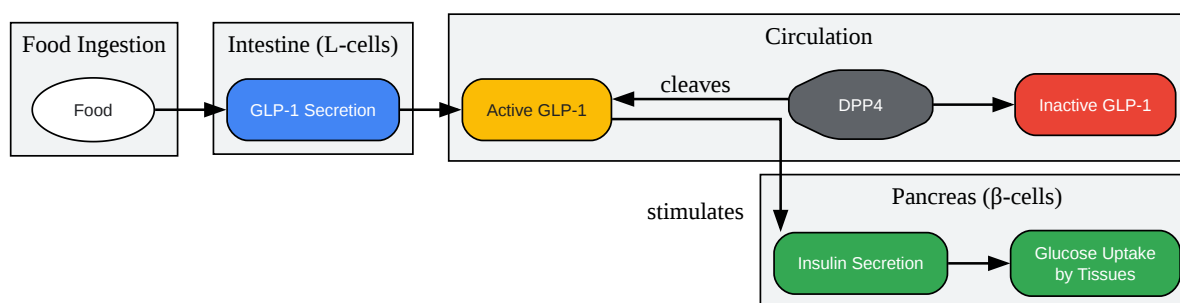 Food Ingestion
Intestine (L-cells)
Circulation
Food
GLP-1 Secretion
Active GLP-1
cleaves
DPP4
Inactive GLP-1
stimulates
Pancreas (β-cells)
Insulin Secretion
Glucose Uptake
by Tissues